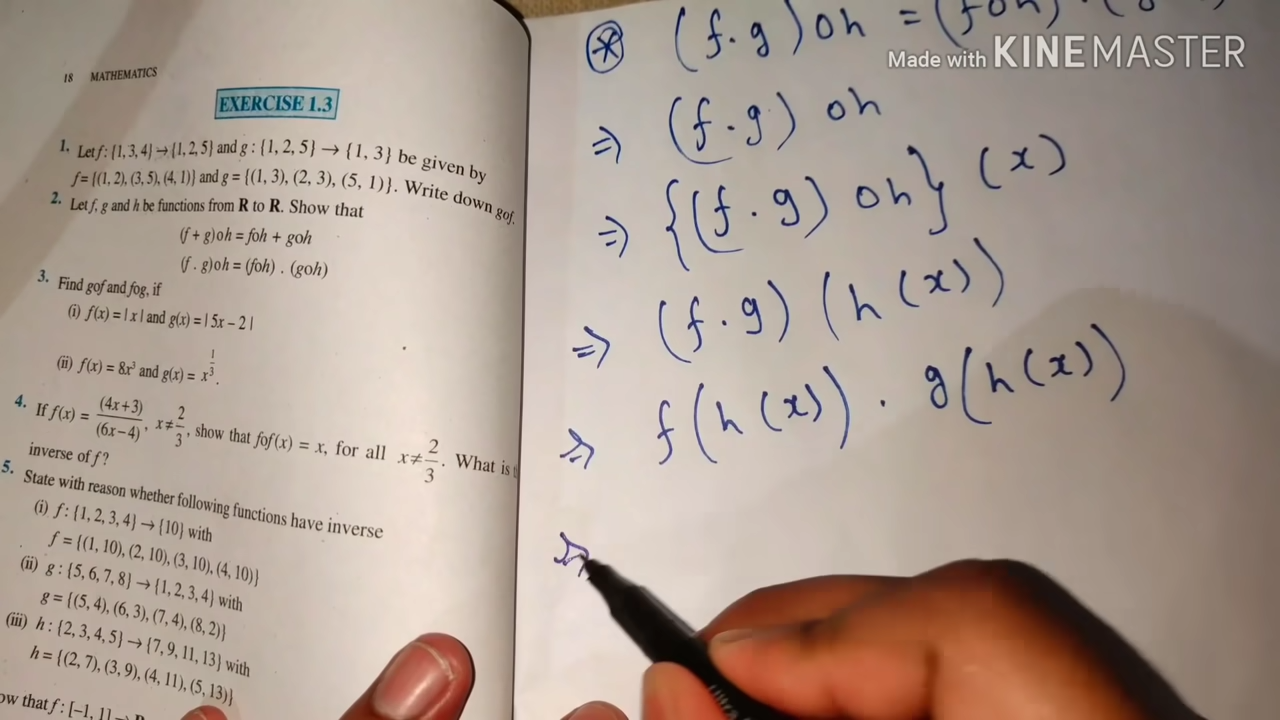 18 MATHEMATICS
EXERCISE 1.3
1. Let f : {1, 3, 4} → {1, 2, 5} and g : {1, 2, 5} → {1, 3} be given by
f = {(1, 2), (3, 5), (4, 1)} and g = {(1, 3), (2, 3), (5, 1)}. Write down gof.
2. Let f, g and h be functions from R to R. Show that
(f + g)oh = foh + goh
(f . g)oh = (foh) . (goh)
3. Find gof and fog, if
(i) f(x) = | x | and g(x) = | 5x – 2 |
(ii) f(x) = 8x³ and g(x) = x^(1/3).
4. If f(x) = (4x+3)/(6x–4), x ≠ 2/3, show that fof(x) = x, for all x ≠ 2/3. What is
inverse of f?
5. State with reason whether following functions have inverse
(i) f : {1, 2, 3, 4} → {10} with
f = {(1, 10), (2, 10), (3, 10), (4, 10)}
(ii) g : {5, 6, 7, 8} → {1, 2, 3, 4} with
g = {(5, 4), (6, 3), (7, 4), (8, 2)}
(iii) h : {2, 3, 4, 5} → {7, 9, 11, 13} with
h = {(2, 7), (3, 9), (4, 11), (5, 13)}
that f : [–1, 1] →
Made with KINEMASTER
⊛ (f . g) oh = (foh) .
⇒ (f . g) oh
⇒ {(f . g) oh} (x)
⇒ (f . g) (h (x))
⇒ f (h (x)) . g (h (x))
⇒